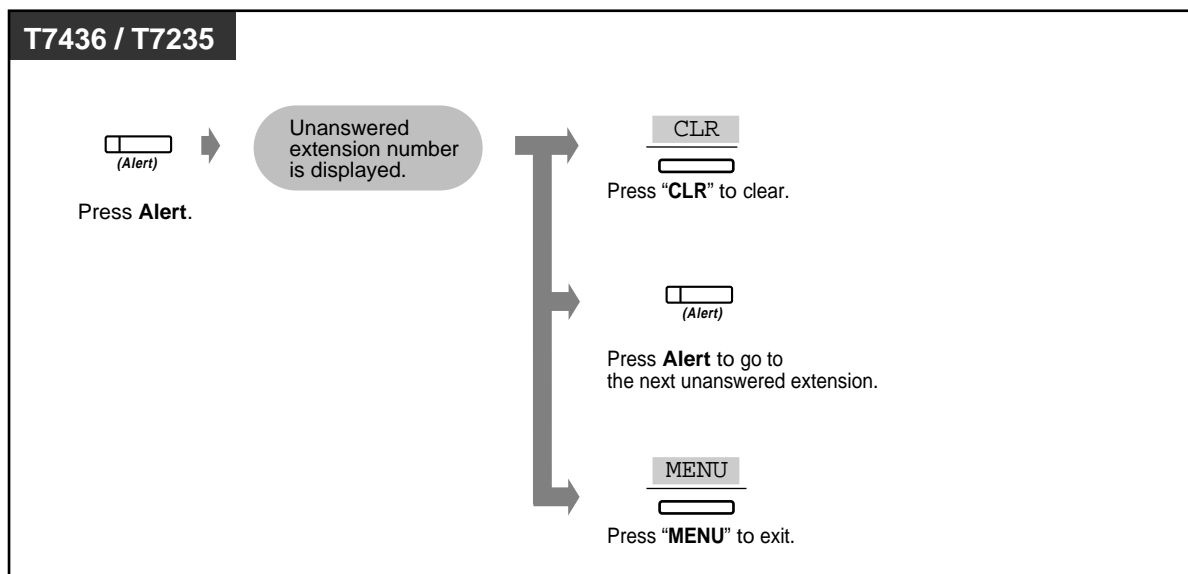 T7436 / T7235
(Alert)
Press Alert.
Unanswered
extension number
is displayed.
CLR
Press “CLR” to clear.
(Alert)
Press Alert to go to
the next unanswered extension.
MENU
Press “MENU” to exit.